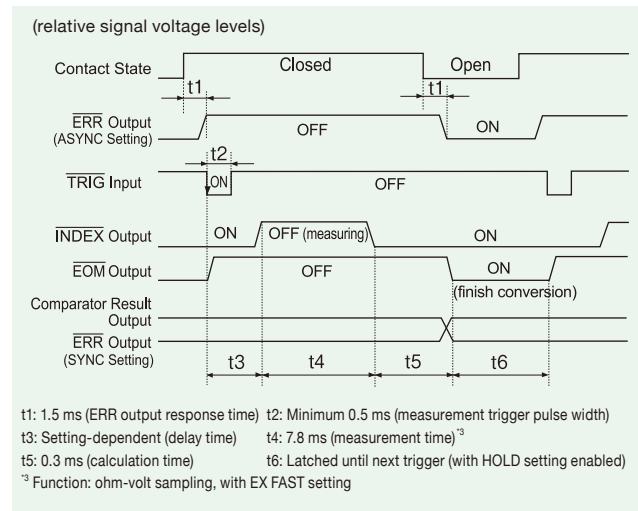 (relative signal voltage levels)
Contact State
Closed
Open
t1
t1
ERR Output
(ASYNC Setting)
OFF
ON
t2
TRIG Input
ON
OFF
INDEX Output
ON
OFF (measuring)
ON
EOM Output
OFF
ON
(finish conversion)
Comparator Result
Output
ERR Output
(SYNC Setting)
t3
t4
t5
t6
t1: 1.5 ms (ERR output response time) t2: Minimum 0.5 ms (measurement trigger pulse width)
t3: Setting-dependent (delay time) t4: 7.8 ms (measurement time)*3
t5: 0.3 ms (calculation time) t6: Latched until next trigger (with HOLD setting enabled)
*3 Function: ohm-volt sampling, with EX FAST setting